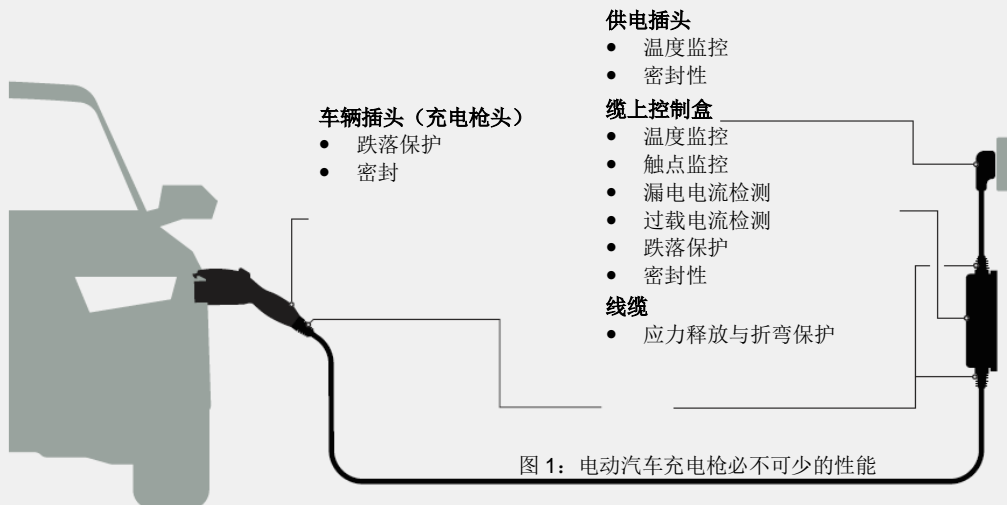 供电插头
• 温度监控
• 密封性
车辆插头（充电枪头）
• 跌落保护
• 密封
缆上控制盒
• 温度监控
• 触点监控
• 漏电电流检测
• 过载电流检测
• 跌落保护
• 密封性
线缆
• 应力释放与折弯保护
图 1：电动汽车充电枪必不可少的性能